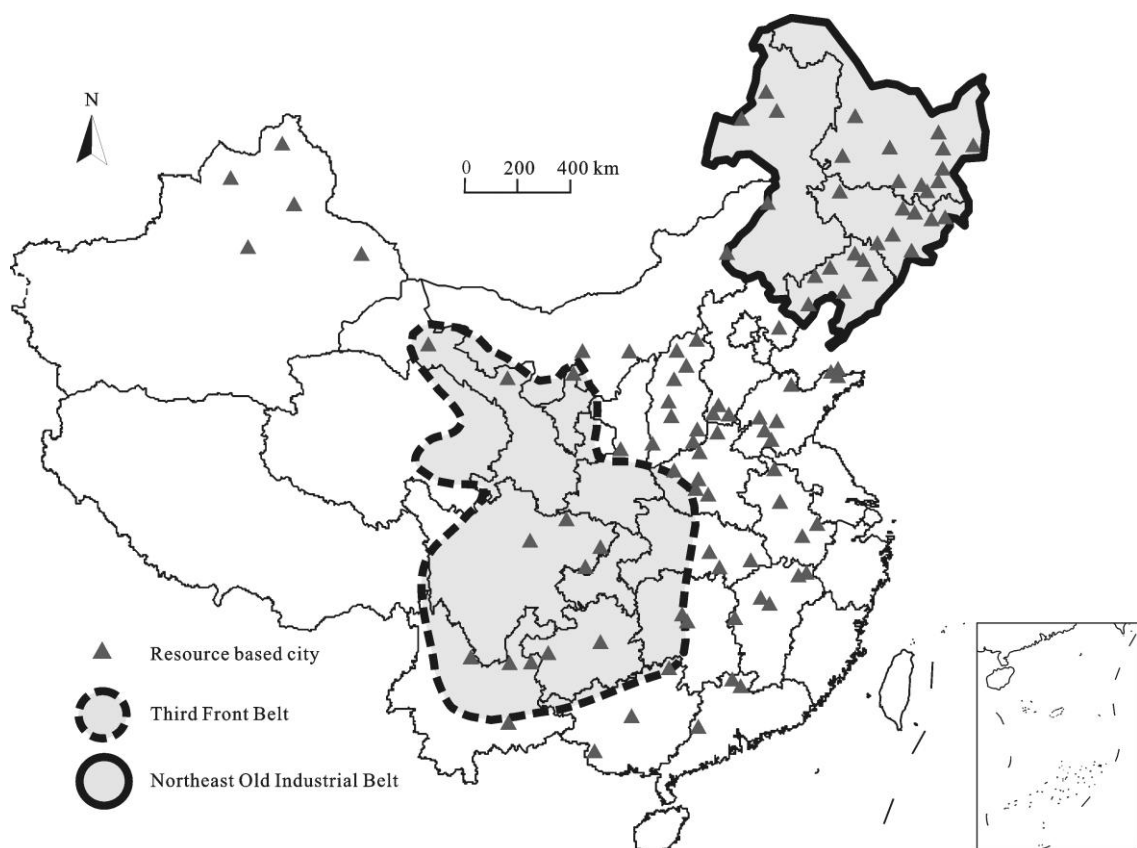 N
0 200 400 km
Resource based city
Third Front Belt
Northeast Old Industrial Belt